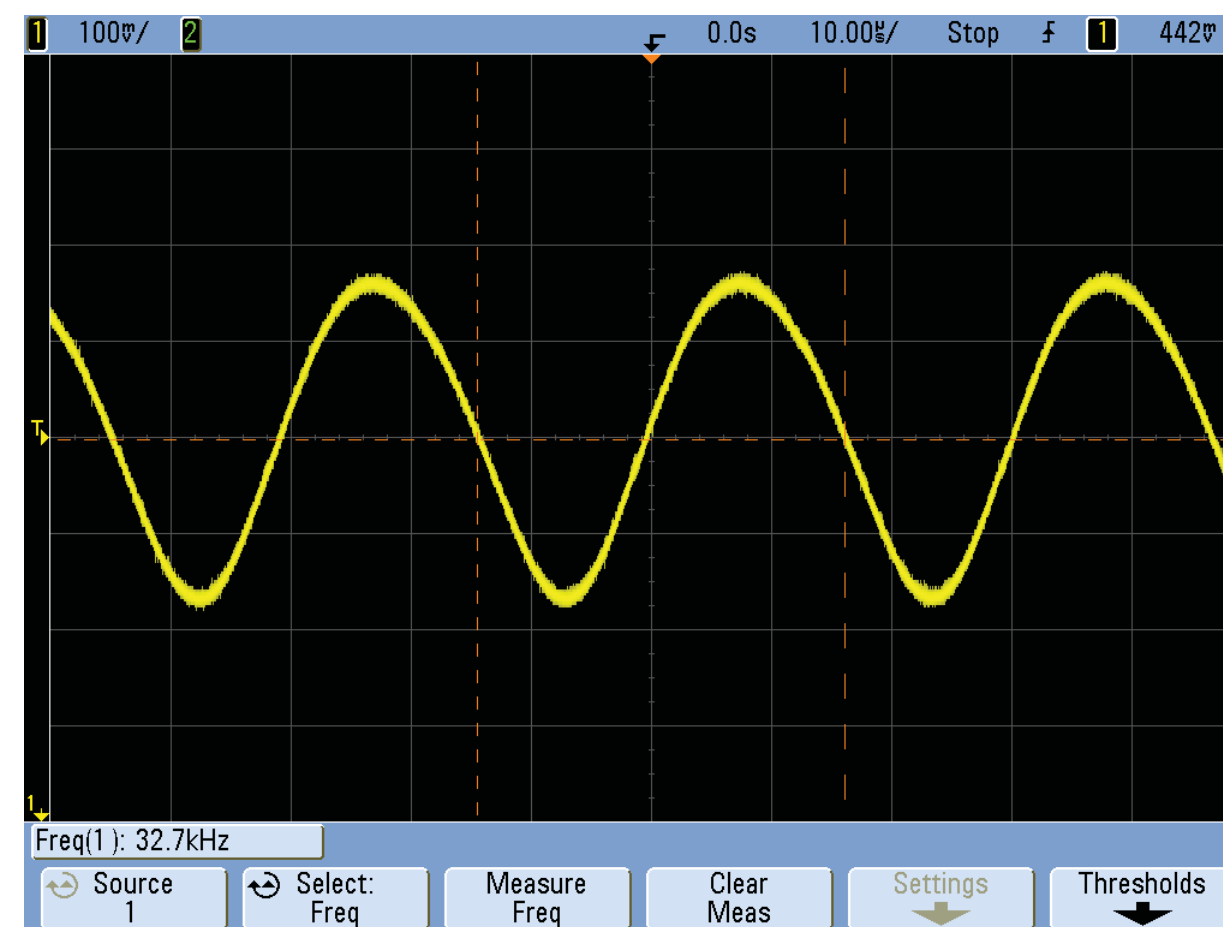 1 100mV/ 2 0.0s 10.00µs/ Stop 1 442mV
T
1
Freq(1): 32.7kHz
Source Select: Measure Clear Settings Thresholds
1 Freq Freq Meas